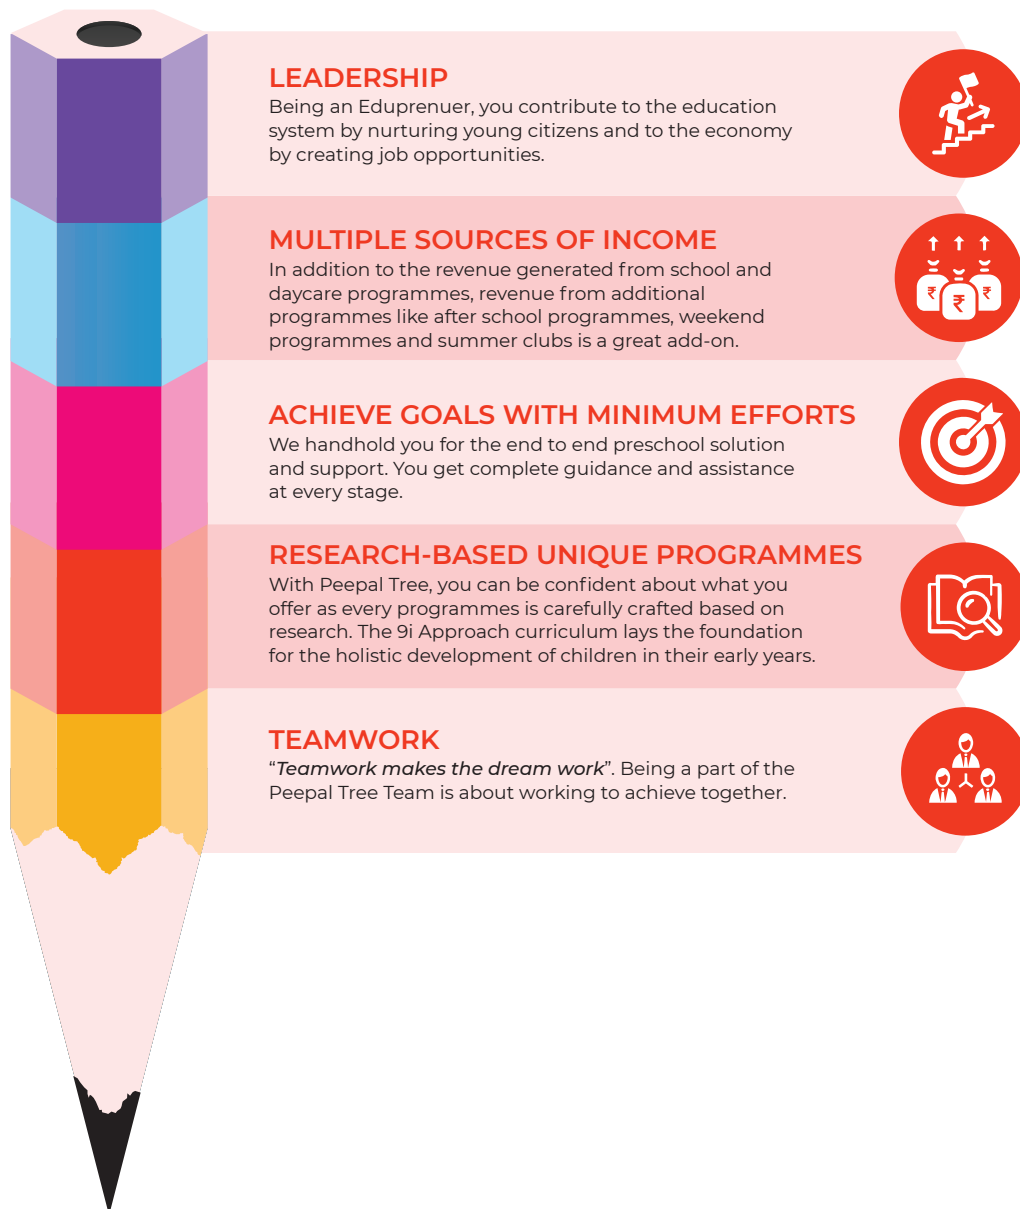 LEADERSHIP
Being an Eduprenuer, you contribute to the education
system by nurturing young citizens and to the economy
by creating job opportunities.
MULTIPLE SOURCES OF INCOME
In addition to the revenue generated from school and
daycare programmes, revenue from additional
programmes like after school programmes, weekend
programmes and summer clubs is a great add-on.
₹ ₹ ₹
ACHIEVE GOALS WITH MINIMUM EFFORTS
We handhold you for the end to end preschool solution
and support. You get complete guidance and assistance
at every stage.
RESEARCH-BASED UNIQUE PROGRAMMES
With Peepal Tree, you can be confident about what you
offer as every programmes is carefully crafted based on
research. The 9i Approach curriculum lays the foundation
for the holistic development of children in their early years.
TEAMWORK
“Teamwork makes the dream work”. Being a part of the
Peepal Tree Team is about working to achieve together.